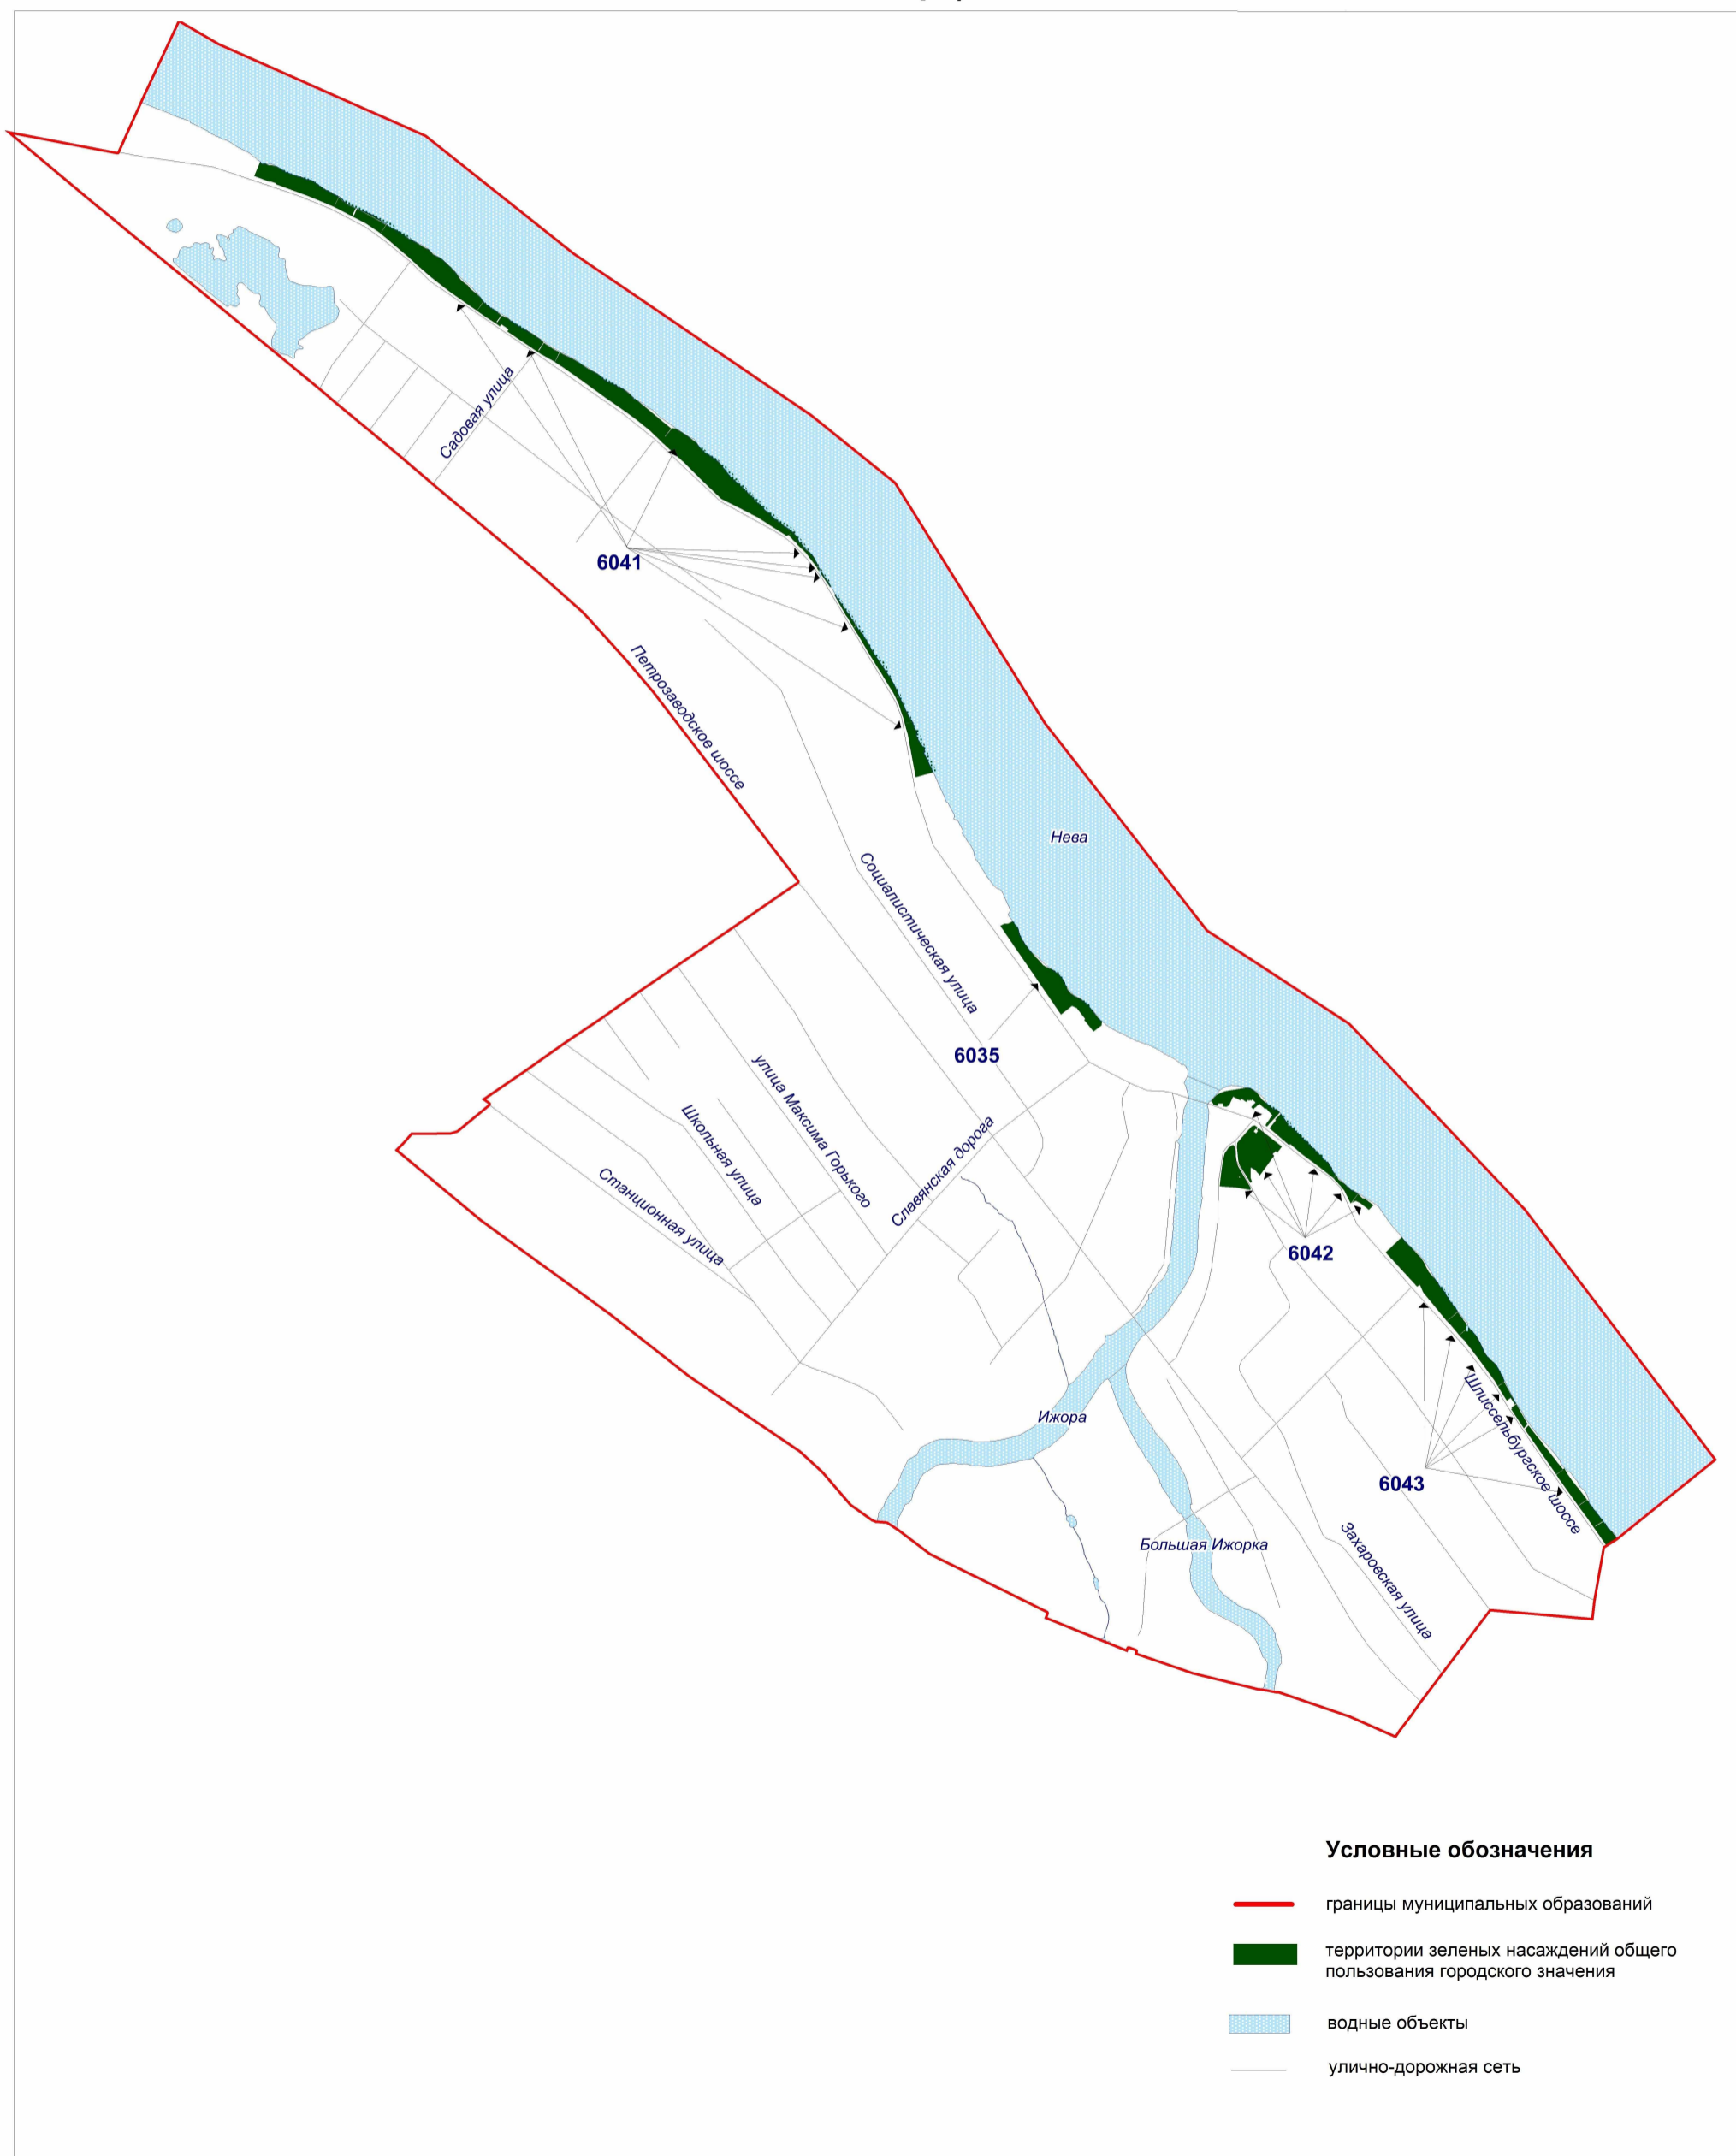 Садовая улица
6041
Петрозаводское шоссе
Нева
Социалистическая улица
6035
улица Максима Горького
Школьная улица
Славянская дорога
Станционная улица
6042
Ижора
Шлиссельбургское шоссе
6043
Большая Ижорка
Захаровская улица
Условные обозначения
границы муниципальных образований
территории зеленых насаждений общего
пользования городского значения
водные объекты
улично-дорожная сеть